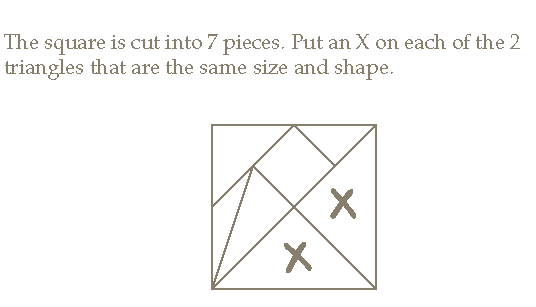 The square is cut into 7 pieces. Put an X on each of the 2
triangles that are the same size and shape.
X
X